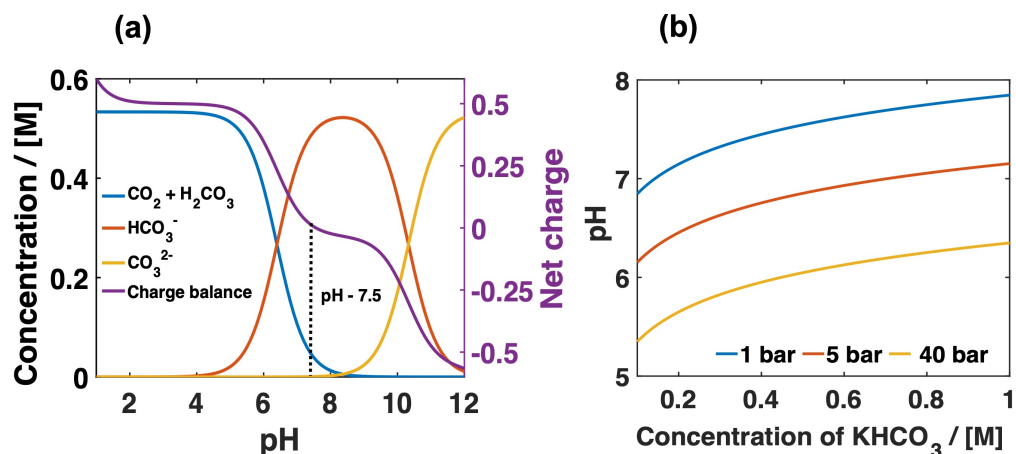 (a)
(b)
0.6
0.4
0.2
0
Concentration / [M]
2
4
6
8
10
12
pH
0.5
0.25
0
-0.25
-0.5
Net charge
CO₂ + H₂CO₃
HCO₃⁻
CO₃²⁻
Charge balance
pH - 7.5
8
7
6
5
pH
0.2
0.4
0.6
0.8
1
Concentration of KHCO₃ / [M]
1 bar
5 bar
40 bar